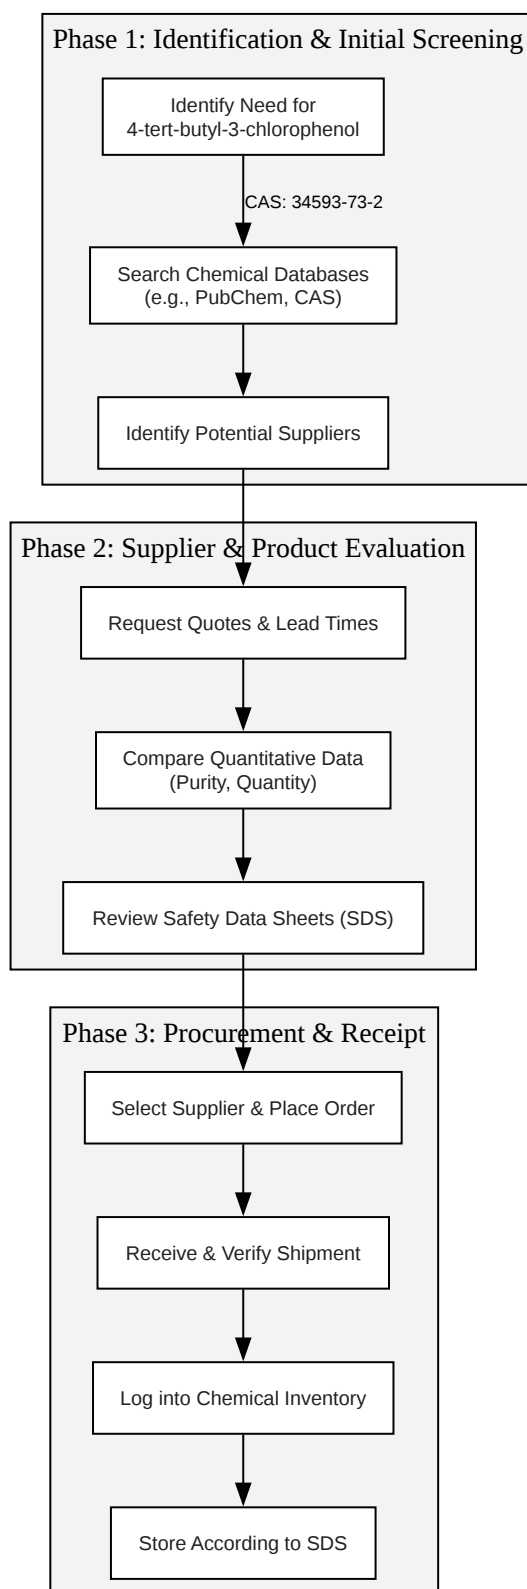 Phase 1: Identification & Initial Screening
Identify Need for
4-tert-butyl-3-chlorophenol
CAS: 34593-73-2
Search Chemical Databases
(e.g., PubChem, CAS)
Identify Potential Suppliers
Phase 2: Supplier & Product Evaluation
Request Quotes & Lead Times
Compare Quantitative Data
(Purity, Quantity)
Review Safety Data Sheets (SDS)
Phase 3: Procurement & Receipt
Select Supplier & Place Order
Receive & Verify Shipment
Log into Chemical Inventory
Store According to SDS